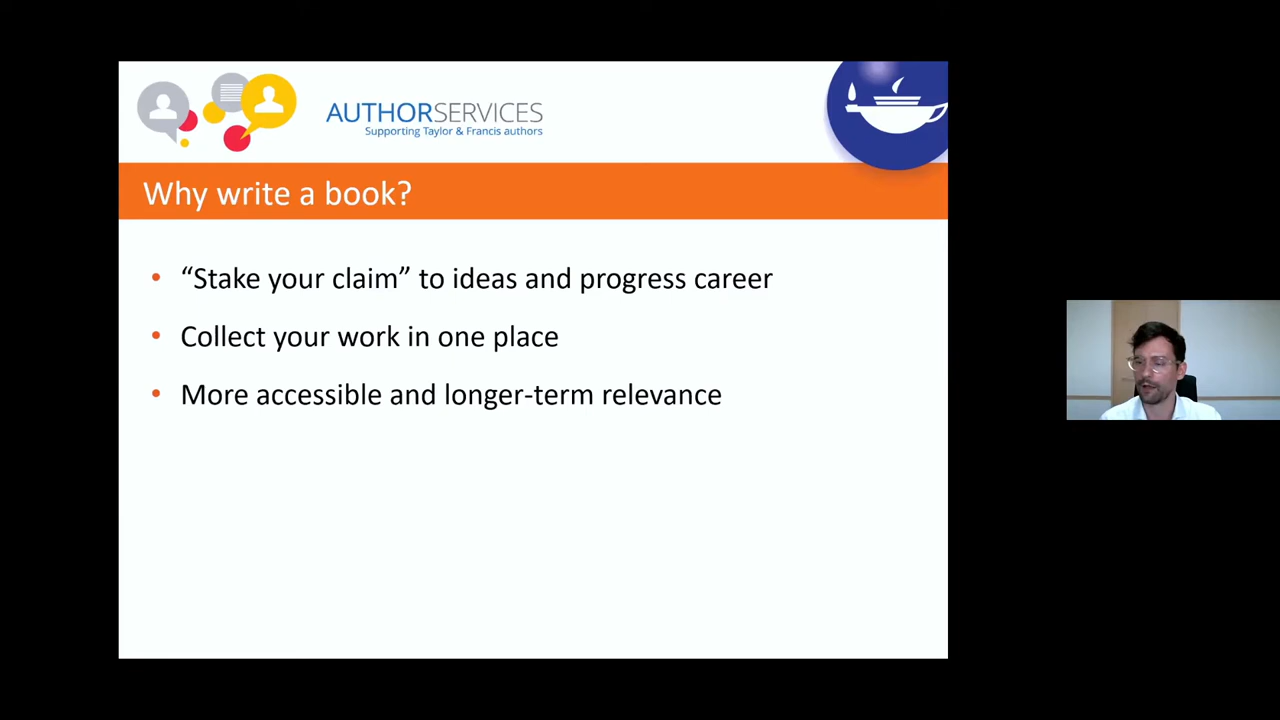 AUTHORSERVICES
Supporting Taylor & Francis authors
Why write a book?
• “Stake your claim” to ideas and progress career
• Collect your work in one place
• More accessible and longer-term relevance